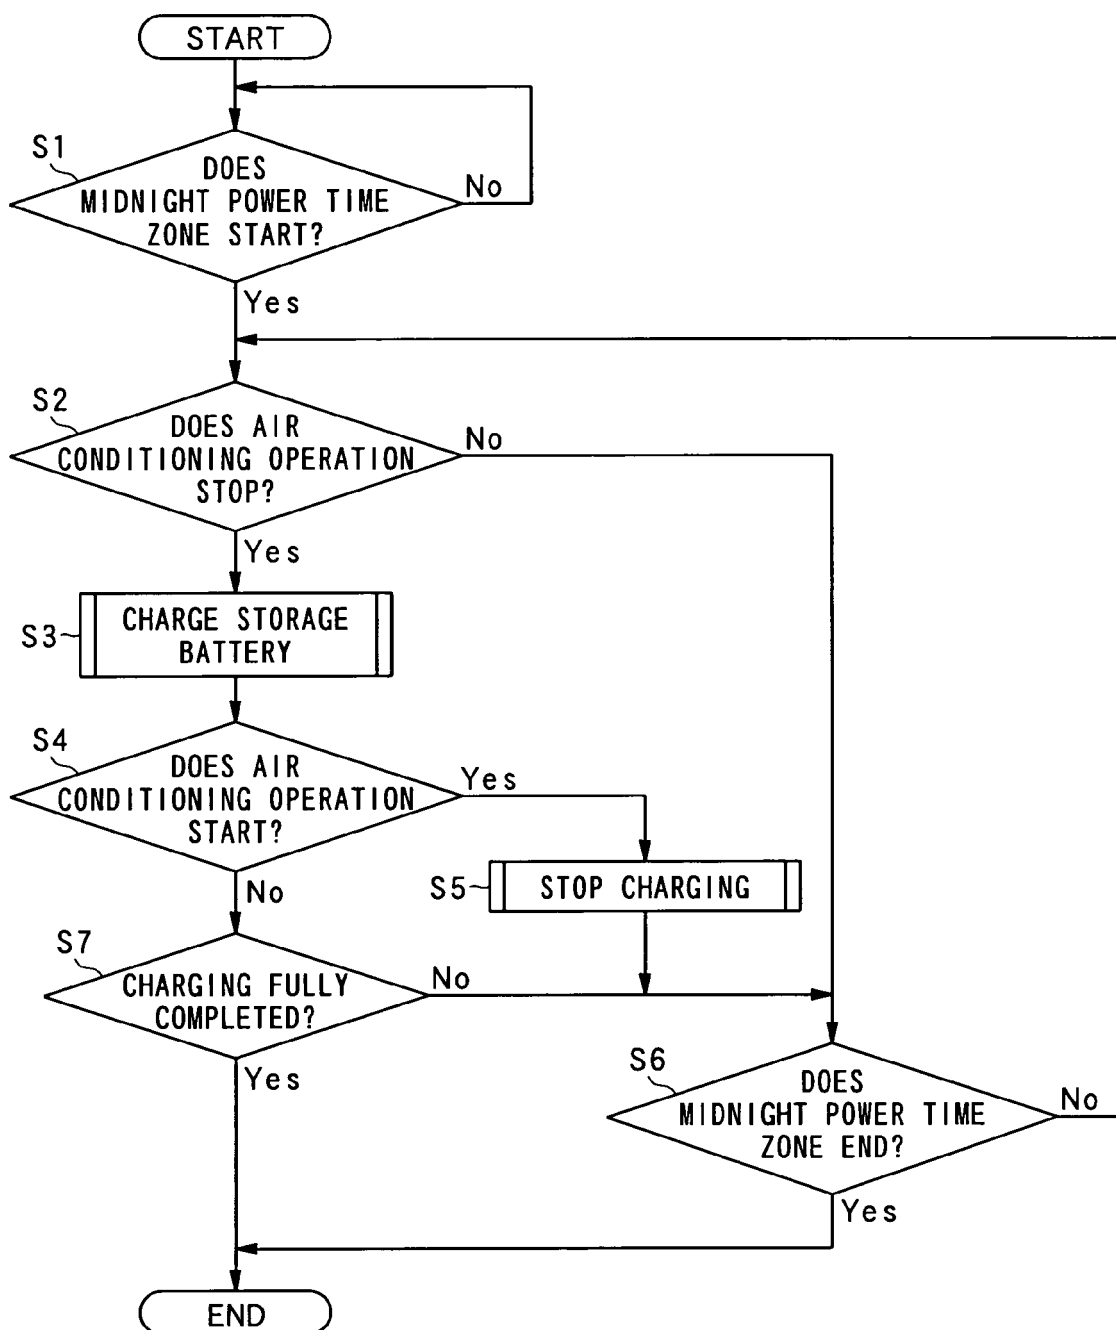 START
S1
DOES
MIDNIGHT POWER TIME
ZONE START?
No
Yes
S2
DOES AIR
CONDITIONING OPERATION
STOP?
No
Yes
S3
CHARGE STORAGE
BATTERY
S4
DOES AIR
CONDITIONING OPERATION
START?
Yes
No
S5
STOP CHARGING
S7
CHARGING FULLY
COMPLETED?
No
Yes
S6
DOES
MIDNIGHT POWER TIME
ZONE END?
No
Yes
END